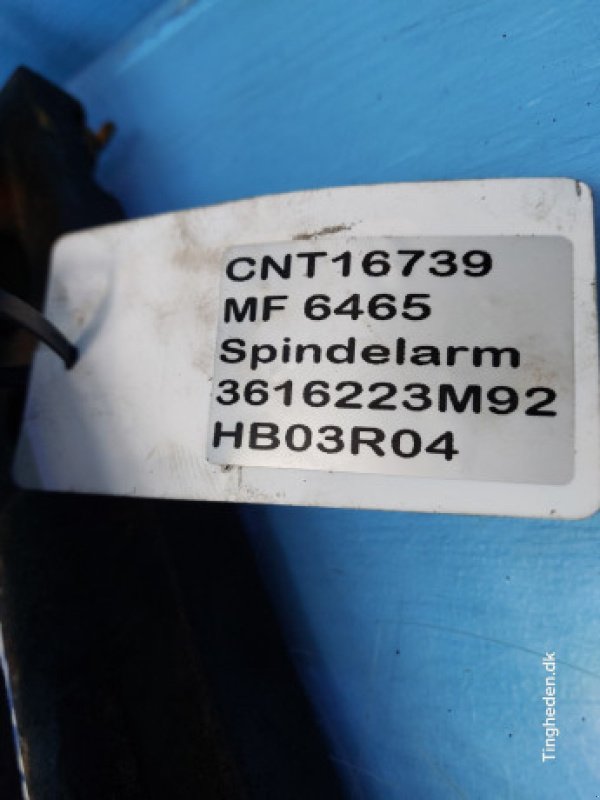 CNT16739
MF 6465
Spindelarm
3616223M92
HB03R04
Tingheden.dk